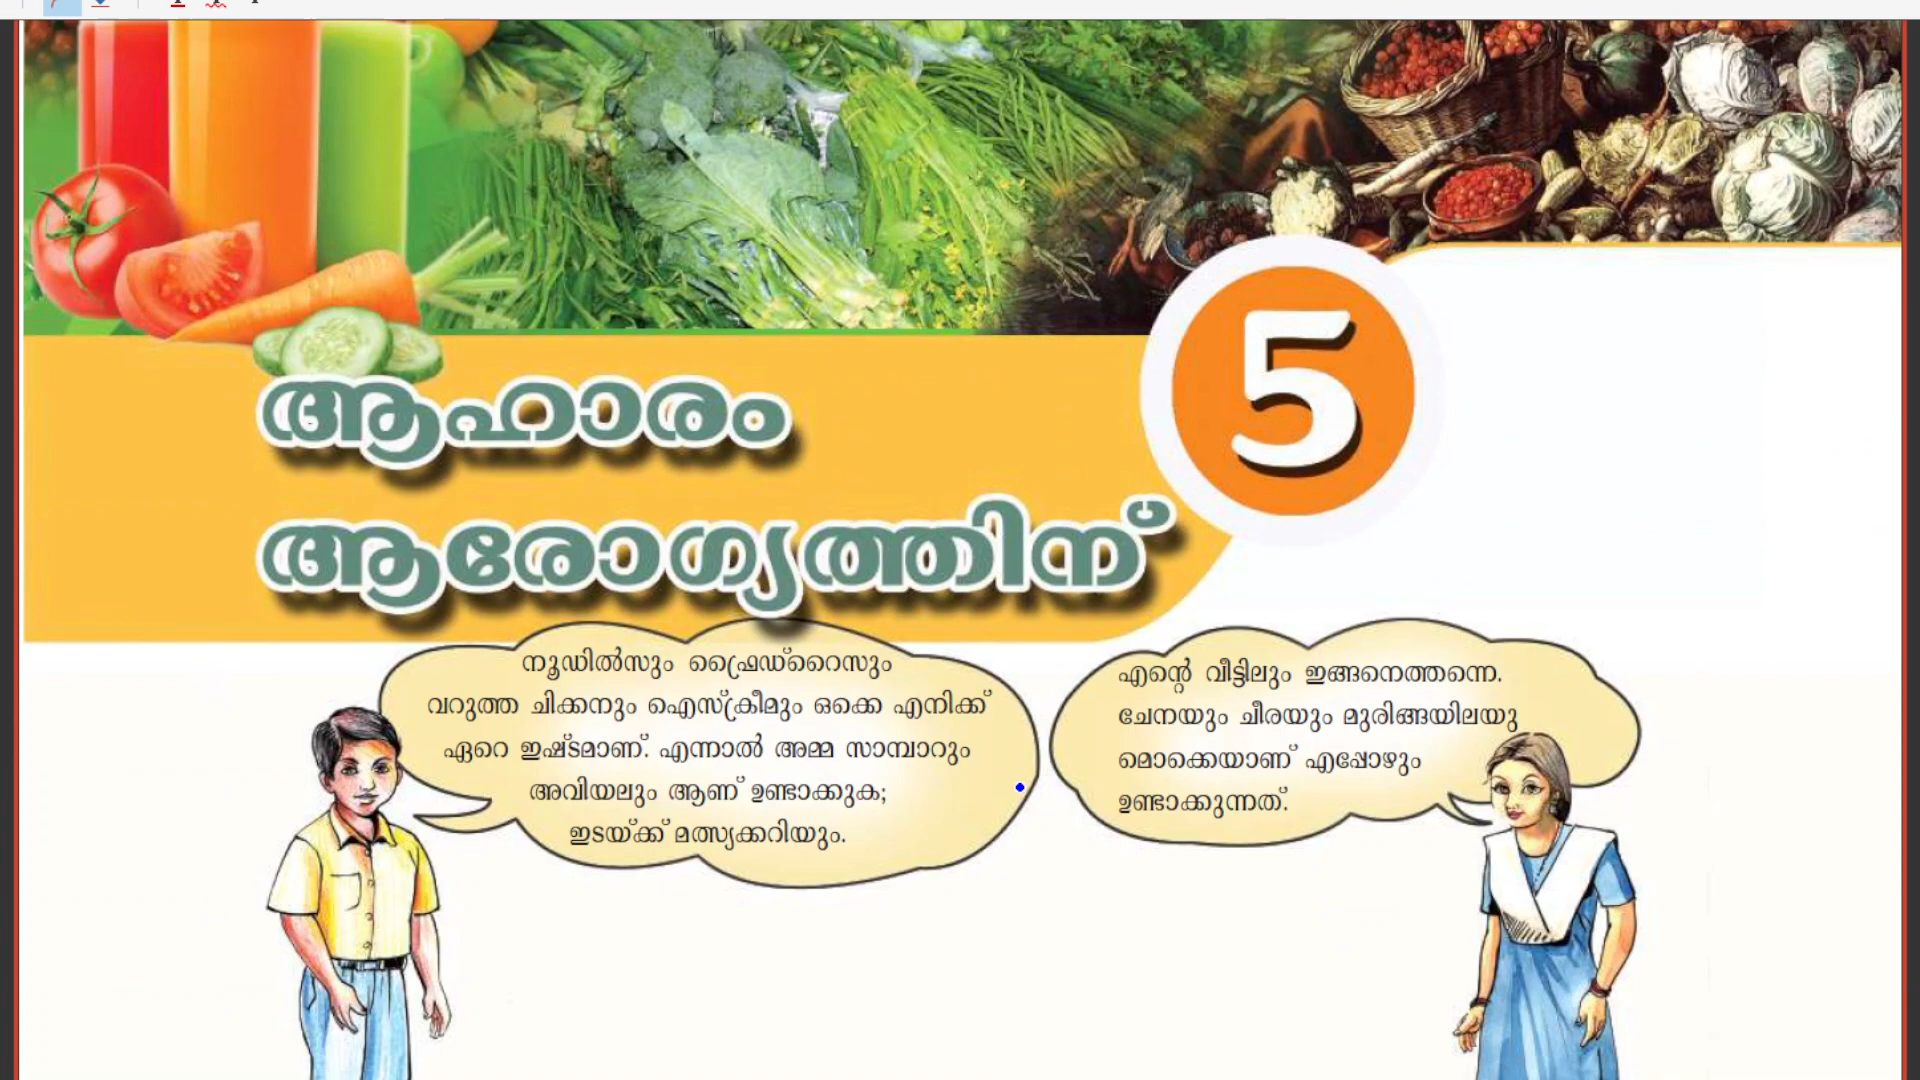 5
ആഹാരം
ആരോഗ്യത്തിന്
നൂഡിൽസും ഫ്രൈഡ്റൈസും
വറുത്ത ചിക്കനും ഐസ്ക്രീമും ഒക്കെ എനിക്ക്
ഏറെ ഇഷ്ടമാണ്. എന്നാൽ അമ്മ സാമ്പാറും
അവിയലും ആണ് ഉണ്ടാക്കുക;
ഇടയ്ക്ക് മത്സ്യക്കറിയും.
എന്റെ വീട്ടിലും ഇങ്ങനെത്തന്നെ.
ചേനയും ചീരയും മുരിങ്ങയിലയു
മൊക്കെയാണ് എപ്പോഴും
ഉണ്ടാക്കുന്നത്.